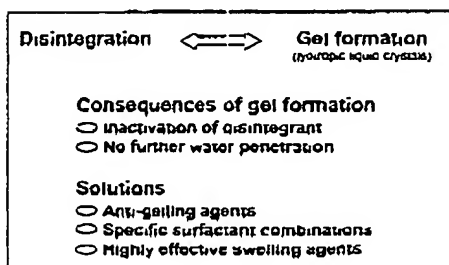 Disintegration ⟸⟹ Gel formation
(lyotropic liquid crystals)
Consequences of gel formation
Inactivation of disintegrant
No further water penetration
Solutions
Anti-gelling agents
Specific surfactant combinations
Highly effective swelling agents